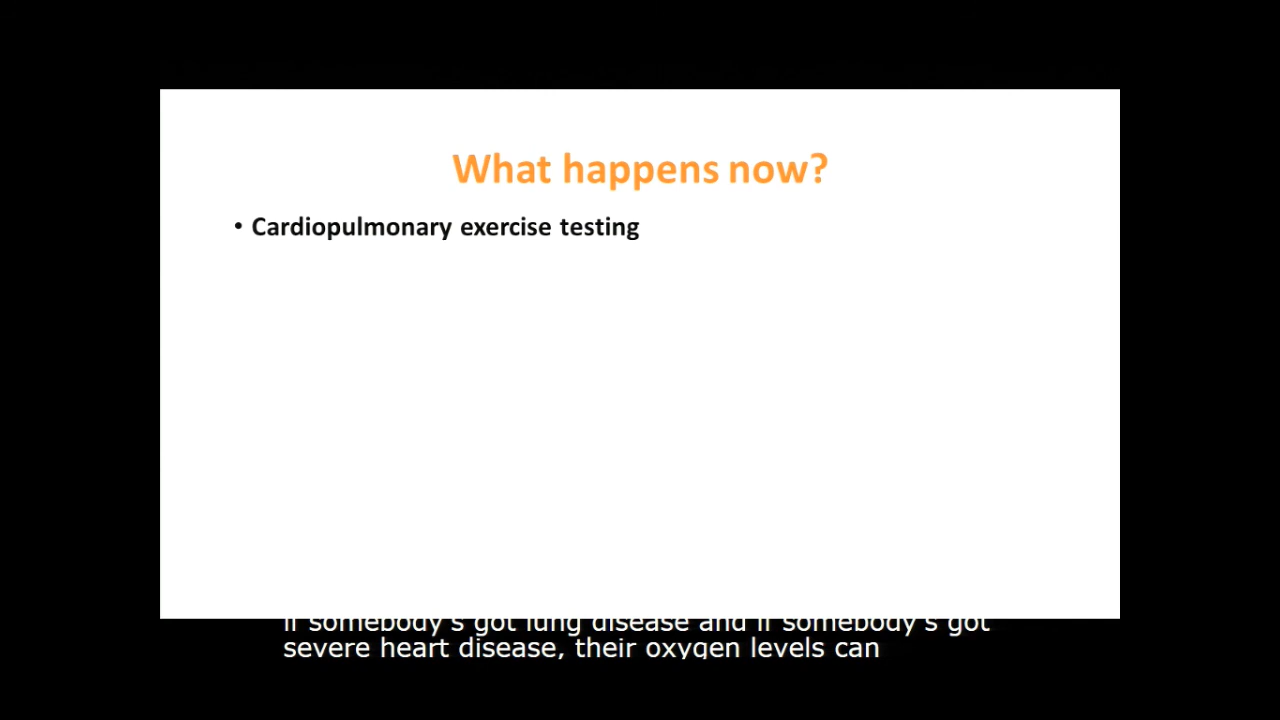 What happens now?
• Cardiopulmonary exercise testing
if somebody's got lung disease and if somebody's got
severe heart disease, their oxygen levels can